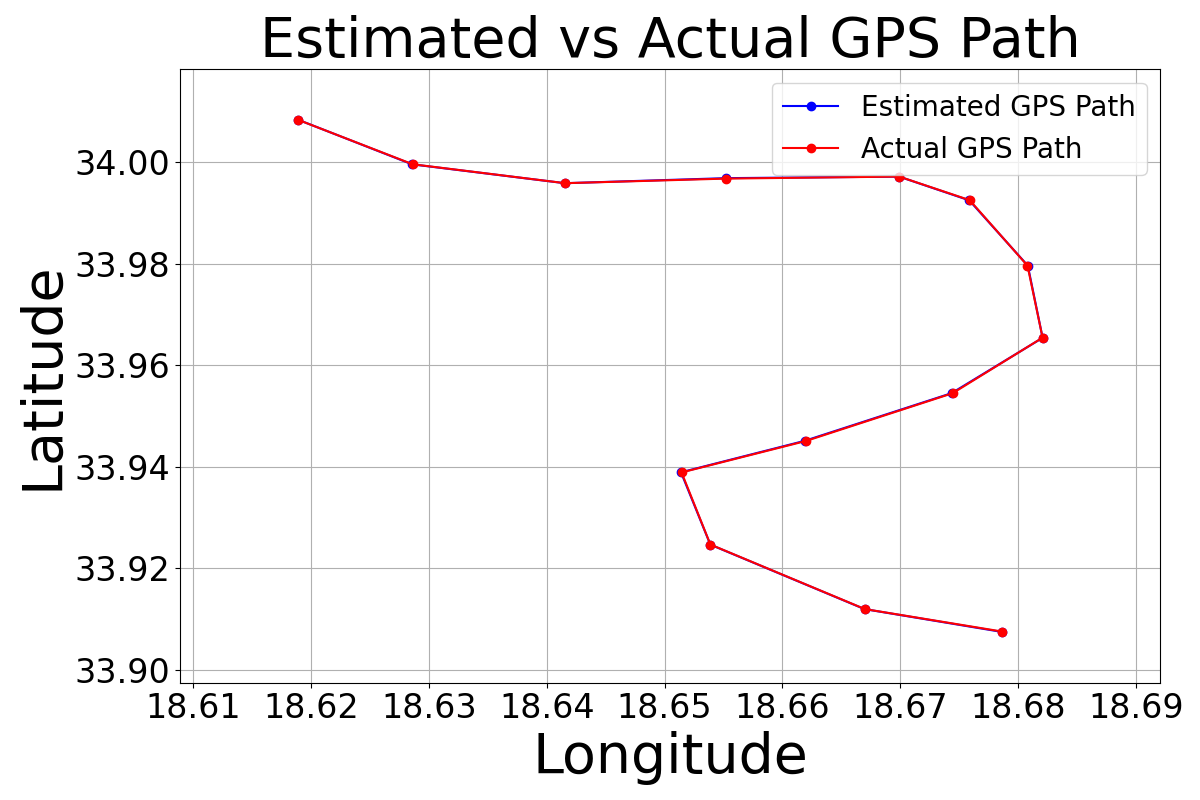 Estimated vs Actual GPS Path
Estimated GPS Path
Actual GPS Path
34.00
33.98
33.96
33.94
33.92
33.90
Latitude
18.61 18.62 18.63 18.64 18.65 18.66 18.67 18.68 18.69
Longitude